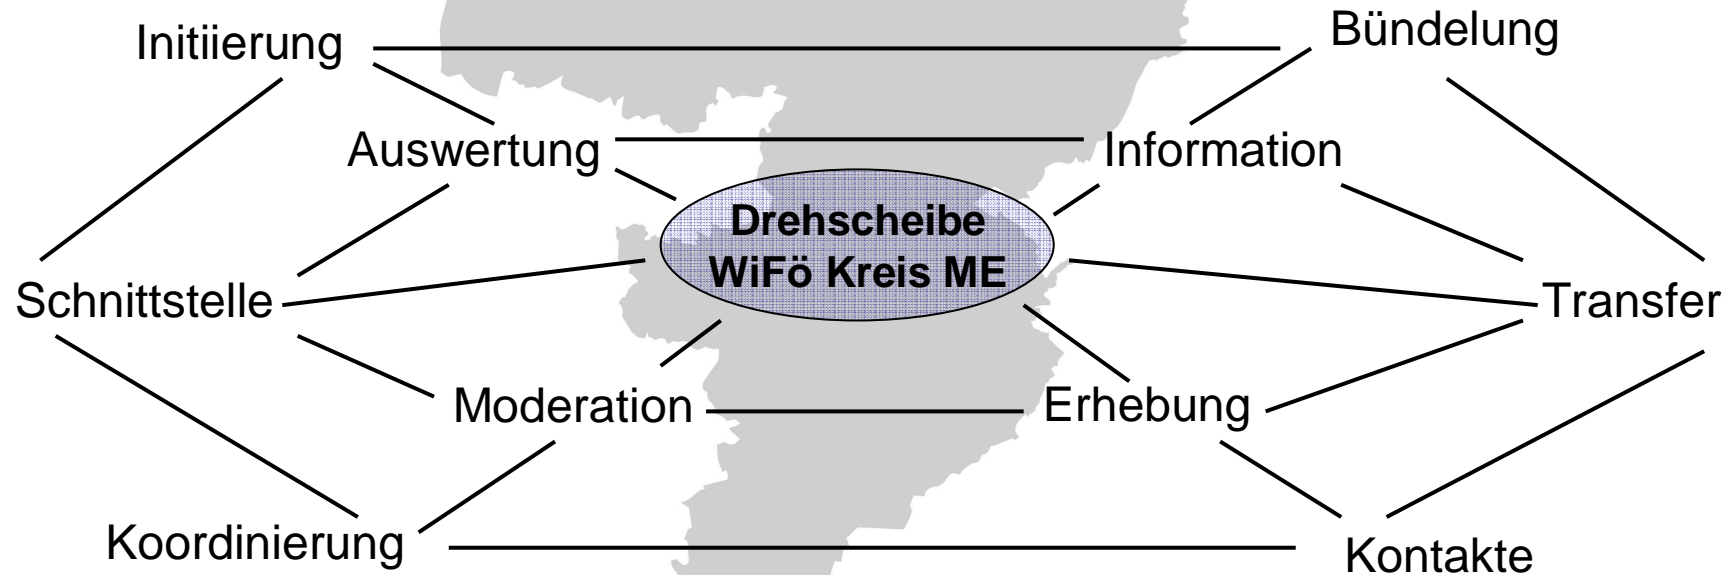 Initiierung
Bündelung
Auswertung
Information
Drehscheibe
WiFö Kreis ME
Schnittstelle
Transfer
Moderation
Erhebung
Koordinierung
Kontakte